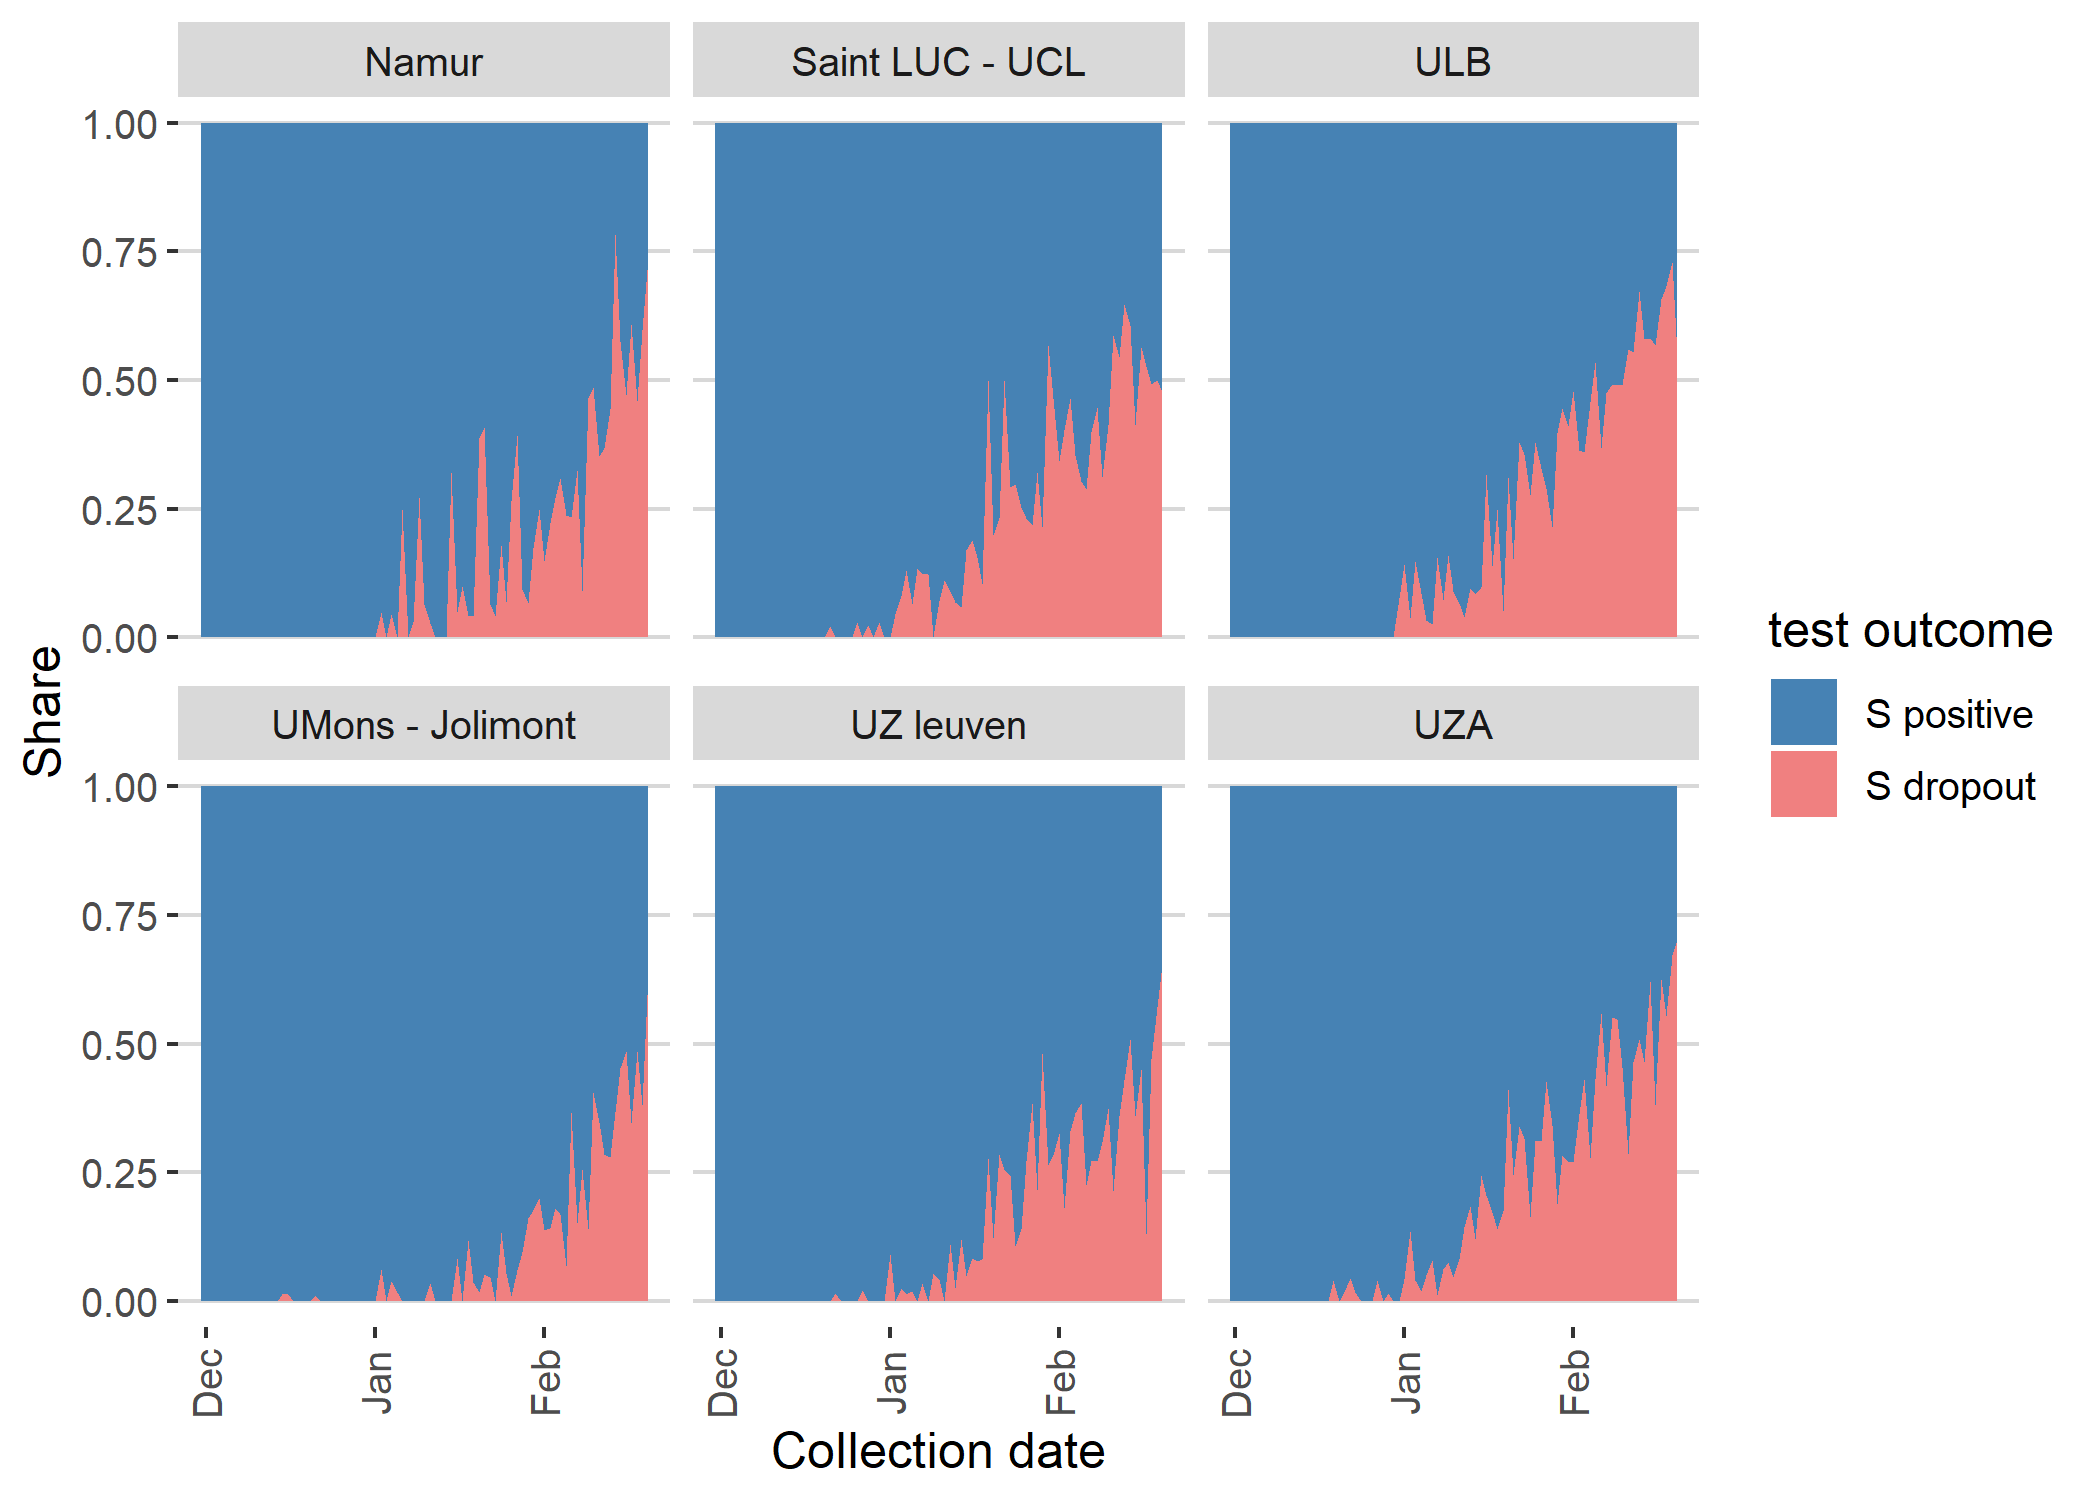 Namur
Saint LUC - UCL
ULB
1.00
0.75
0.50
0.25
0.00
UMons - Jolimont
UZ leuven
UZA
1.00
0.75
0.50
0.25
0.00
Share
Dec
Jan
Feb
Dec
Jan
Feb
Dec
Jan
Feb
Collection date
test outcome
S positive
S dropout